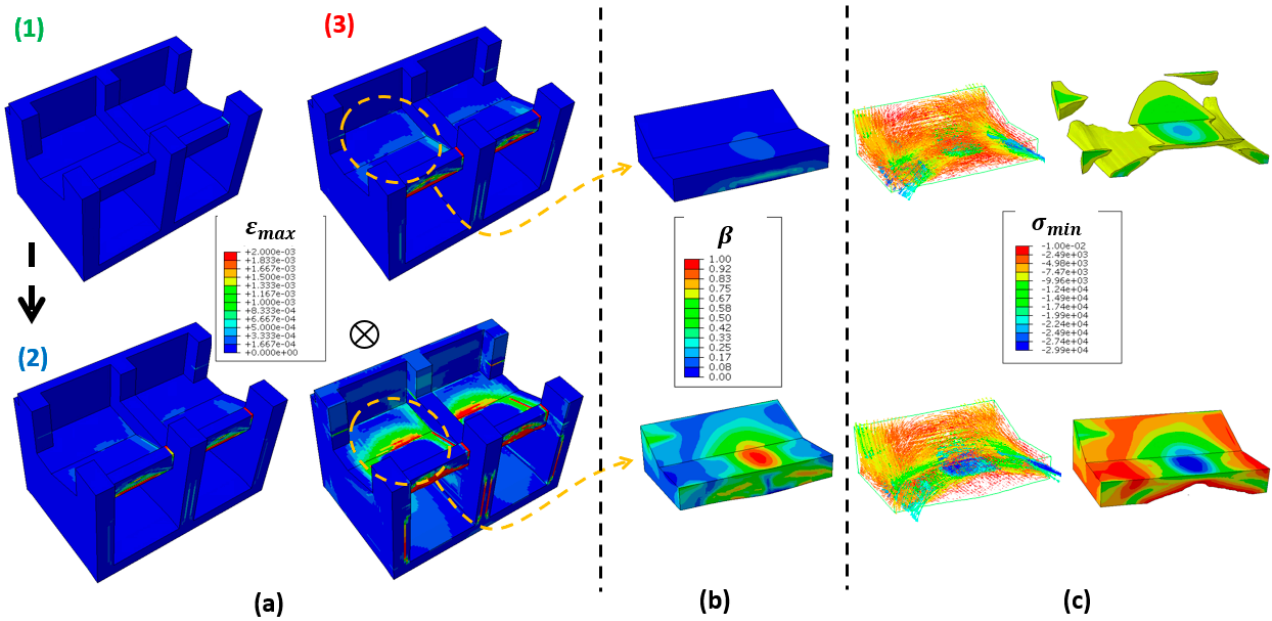 (1)
(3)
ε_max
+2.000e-03
+1.833e-03
+1.667e-03
+1.500e-03
+1.333e-03
+1.167e-03
+1.000e-03
+8.333e-04
+6.667e-04
+5.000e-04
+3.333e-04
+1.667e-04
+0.000e+00
β
1.00
0.92
0.83
0.75
0.67
0.58
0.50
0.42
0.33
0.25
0.17
0.08
0.00
σ_min
-1.00e-02
-2.49e+03
-4.98e+03
-7.47e+03
-9.96e+03
-1.24e+04
-1.49e+04
-1.74e+04
-1.99e+04
-2.24e+04
-2.49e+04
-2.74e+04
-2.99e+04
(2)
⊗
(a)
(b)
(c)